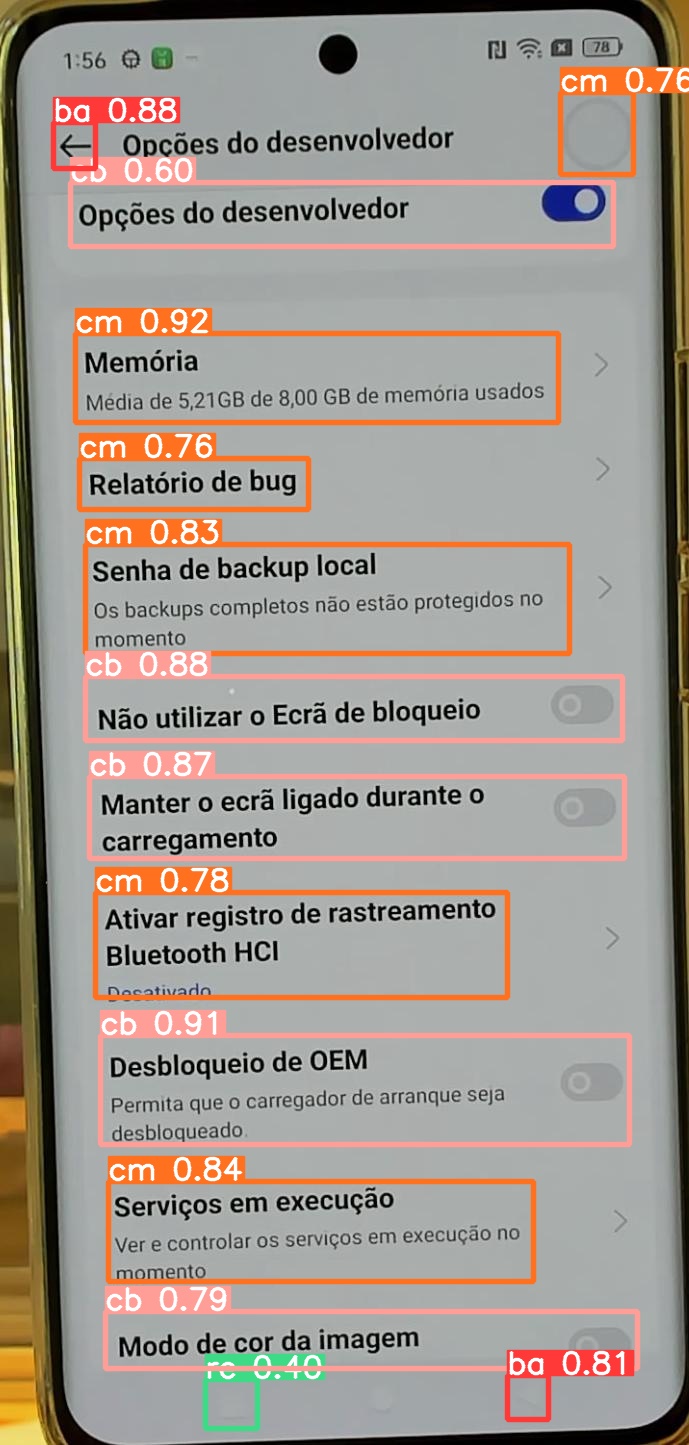 1:56 78
cm 0.76
ba 0.88
Opções do desenvolvedor
cb 0.60
Opções do desenvolvedor
cm 0.92
Memória
Média de 5,21GB de 8,00 GB de memória usados
cm 0.76
Relatório de bug
cm 0.83
Senha de backup local
Os backups completos não estão protegidos no
momento
cb 0.88
Não utilizar o Ecrã de bloqueio
cb 0.87
Manter o ecrã ligado durante o
carregamento
cm 0.78
Ativar registro de rastreamento
Bluetooth HCI
Desativado
cb 0.91
Desbloqueio de OEM
Permita que o carregador de arranque seja
desbloqueado.
cm 0.84
Serviços em execução
Ver e controlar os serviços em execução no
momento
cb 0.79
Modo de cor da imagem
rc 0.40
ba 0.81